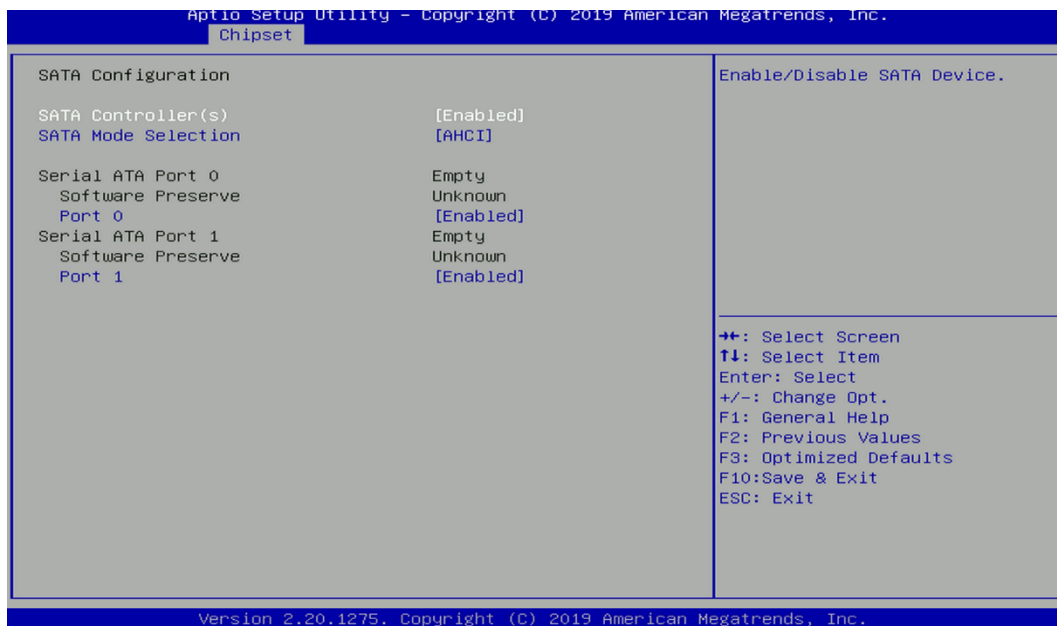 Aptio Setup Utility – Copyright (C) 2019 American Megatrends, Inc.
Chipset
SATA Configuration
SATA Controller(s) [Enabled]
SATA Mode Selection [AHCI]
Serial ATA Port 0 Empty
Software Preserve Unknown
Port 0 [Enabled]
Serial ATA Port 1 Empty
Software Preserve Unknown
Port 1 [Enabled]
Enable/Disable SATA Device.
→←: Select Screen
↑↓: Select Item
Enter: Select
+/-: Change Opt.
F1: General Help
F2: Previous Values
F3: Optimized Defaults
F10:Save & Exit
ESC: Exit
Version 2.20.1275. Copyright (C) 2019 American Megatrends, Inc.